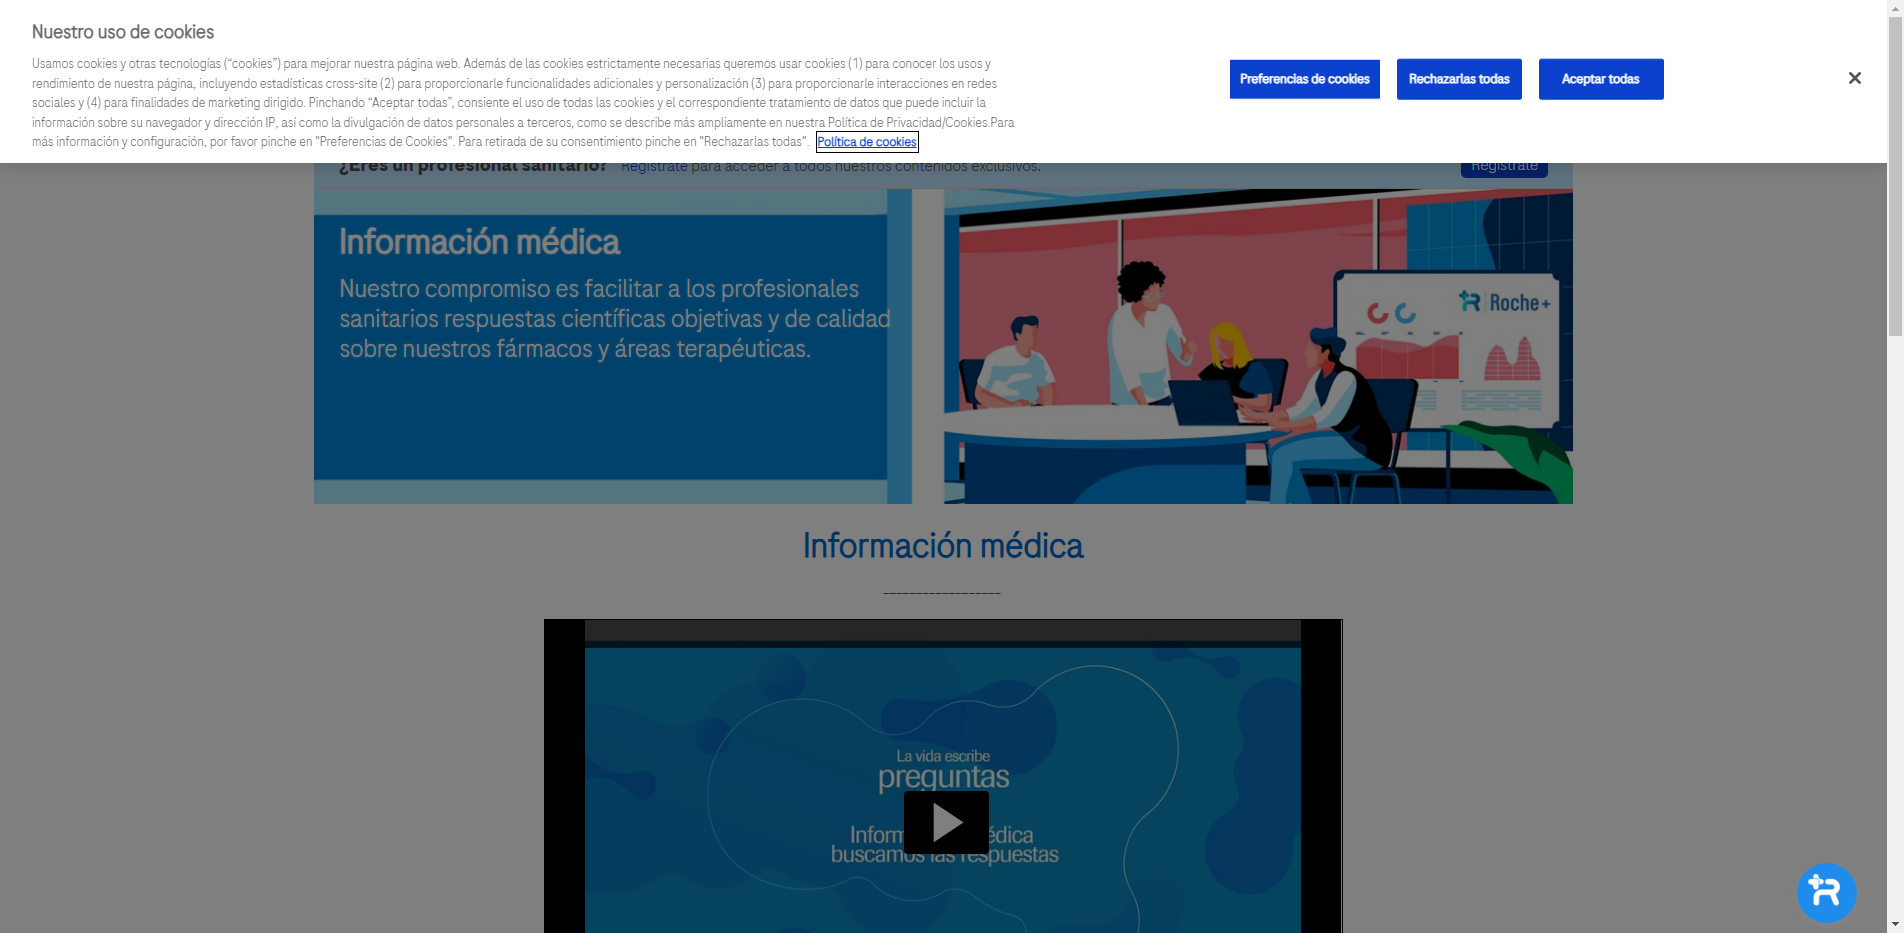 Nuestro uso de cookies
Usamos cookies y otras tecnologías (“cookies”) para mejorar nuestra página web. Además de las cookies estrictamente necesarias queremos usar cookies (1) para conocer los usos y
rendimiento de nuestra página, incluyendo estadísticas cross-site (2) para proporcionarle funcionalidades adicionales y personalización (3) para proporcionarle interacciones en redes
sociales y (4) para finalidades de marketing dirigido. Pinchando “Aceptar todas”, consiente el uso de todas las cookies y el correspondiente tratamiento de datos que puede incluir la
información sobre su navegador y dirección IP, así como la divulgación de datos personales a terceros, como se describe más ampliamente en nuestra Política de Privacidad/Cookies.Para
más información y configuración, por favor pinche en "Preferencias de Cookies". Para retirada de su consentimiento pinche en "Rechazarlas todas". Política de cookies
Preferencias de cookies
Rechazarlas todas
Aceptar todas
¿Eres un profesional sanitario? Regístrate para acceder a todos nuestros contenidos exclusivos.
Regístrate
Información médica
Nuestro compromiso es facilitar a los profesionales
sanitarios respuestas científicas objetivas y de calidad
sobre nuestros fármacos y áreas terapéuticas.
Roche+
Información médica
__________________
La vida escribe
preguntas
buscamos las respuestas